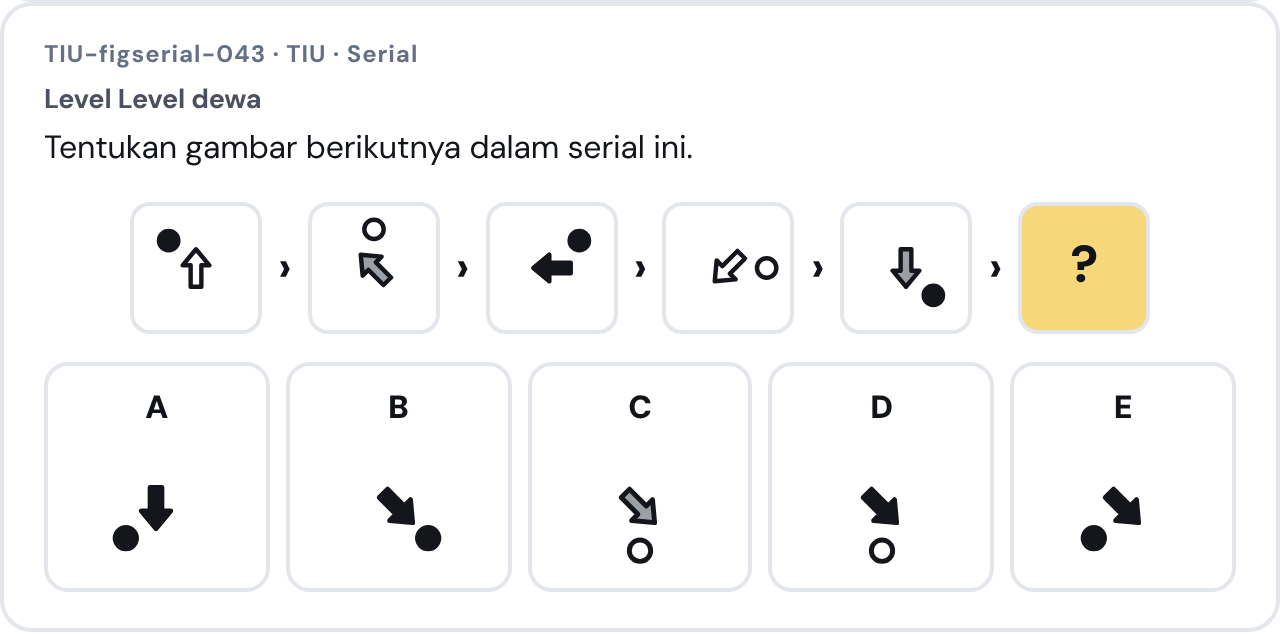 TIU-figserial-043 · TIU · Serial
Level Level dewa
Tentukan gambar berikutnya dalam serial ini.
› › › › › ?
A B C D E